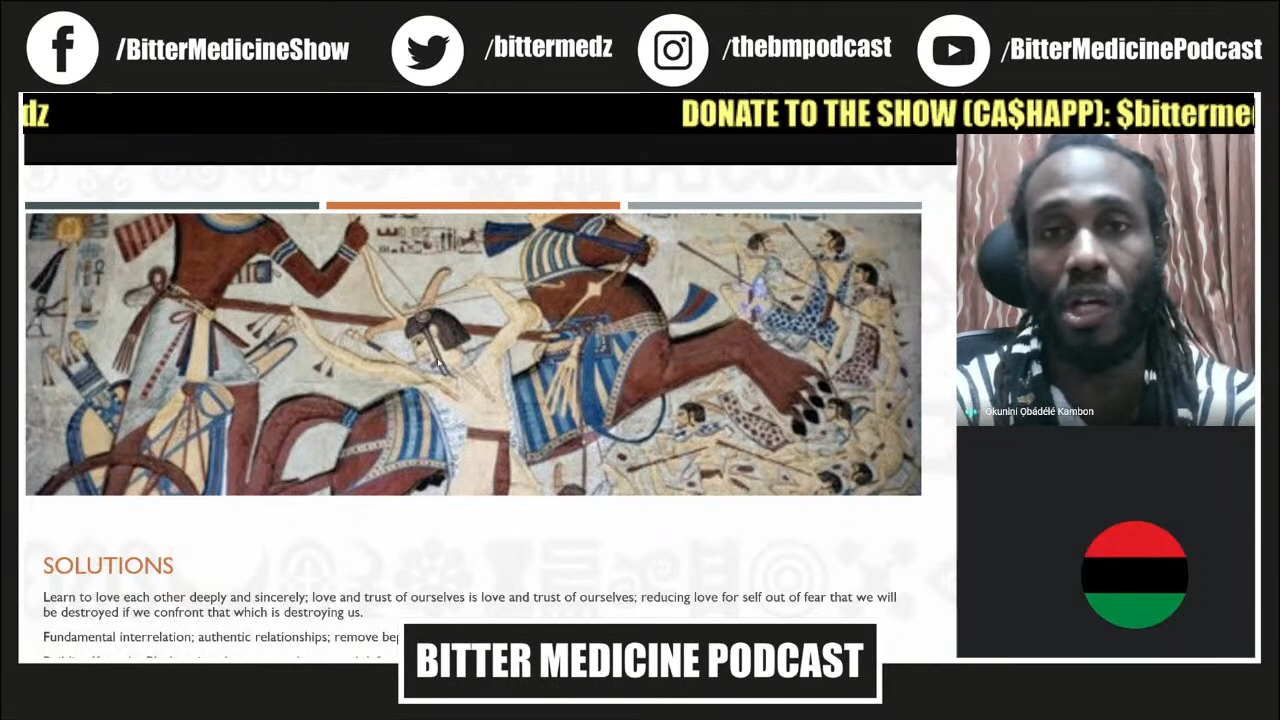 /BitterMedicineShow
/bittermedz
/thebmpodcast
/BitterMedicinePodcast
dz
DONATE TO THE SHOW (CA$HAPP): $bitterme
Ọkunini Ọbádélé Kambon
SOLUTIONS
Learn to love each other deeply and sincerely; love and trust of ourselves is love and trust of ourselves; reducing love for self out of fear that we will
be destroyed if we confront that which is destroying us.
Fundamental interrelation; authentic relationships; remove
BITTER MEDICINE PODCAST